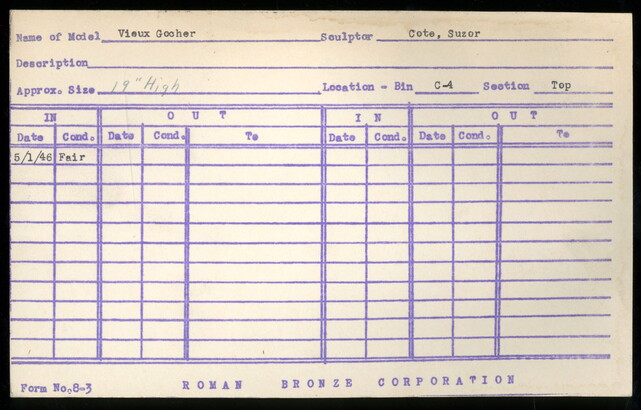 Name of Model Vieux Gocher Sculptor Cote, Suzor
Description
Approx. Size 19" High Location - Bin C-4 Section Top
IN OUT IN OUT
Date Cond. Date Cond. To Date Cond. Date Cond. To
5/1/46 Fair
Form No. 8-3 ROMAN BRONZE CORPORATION